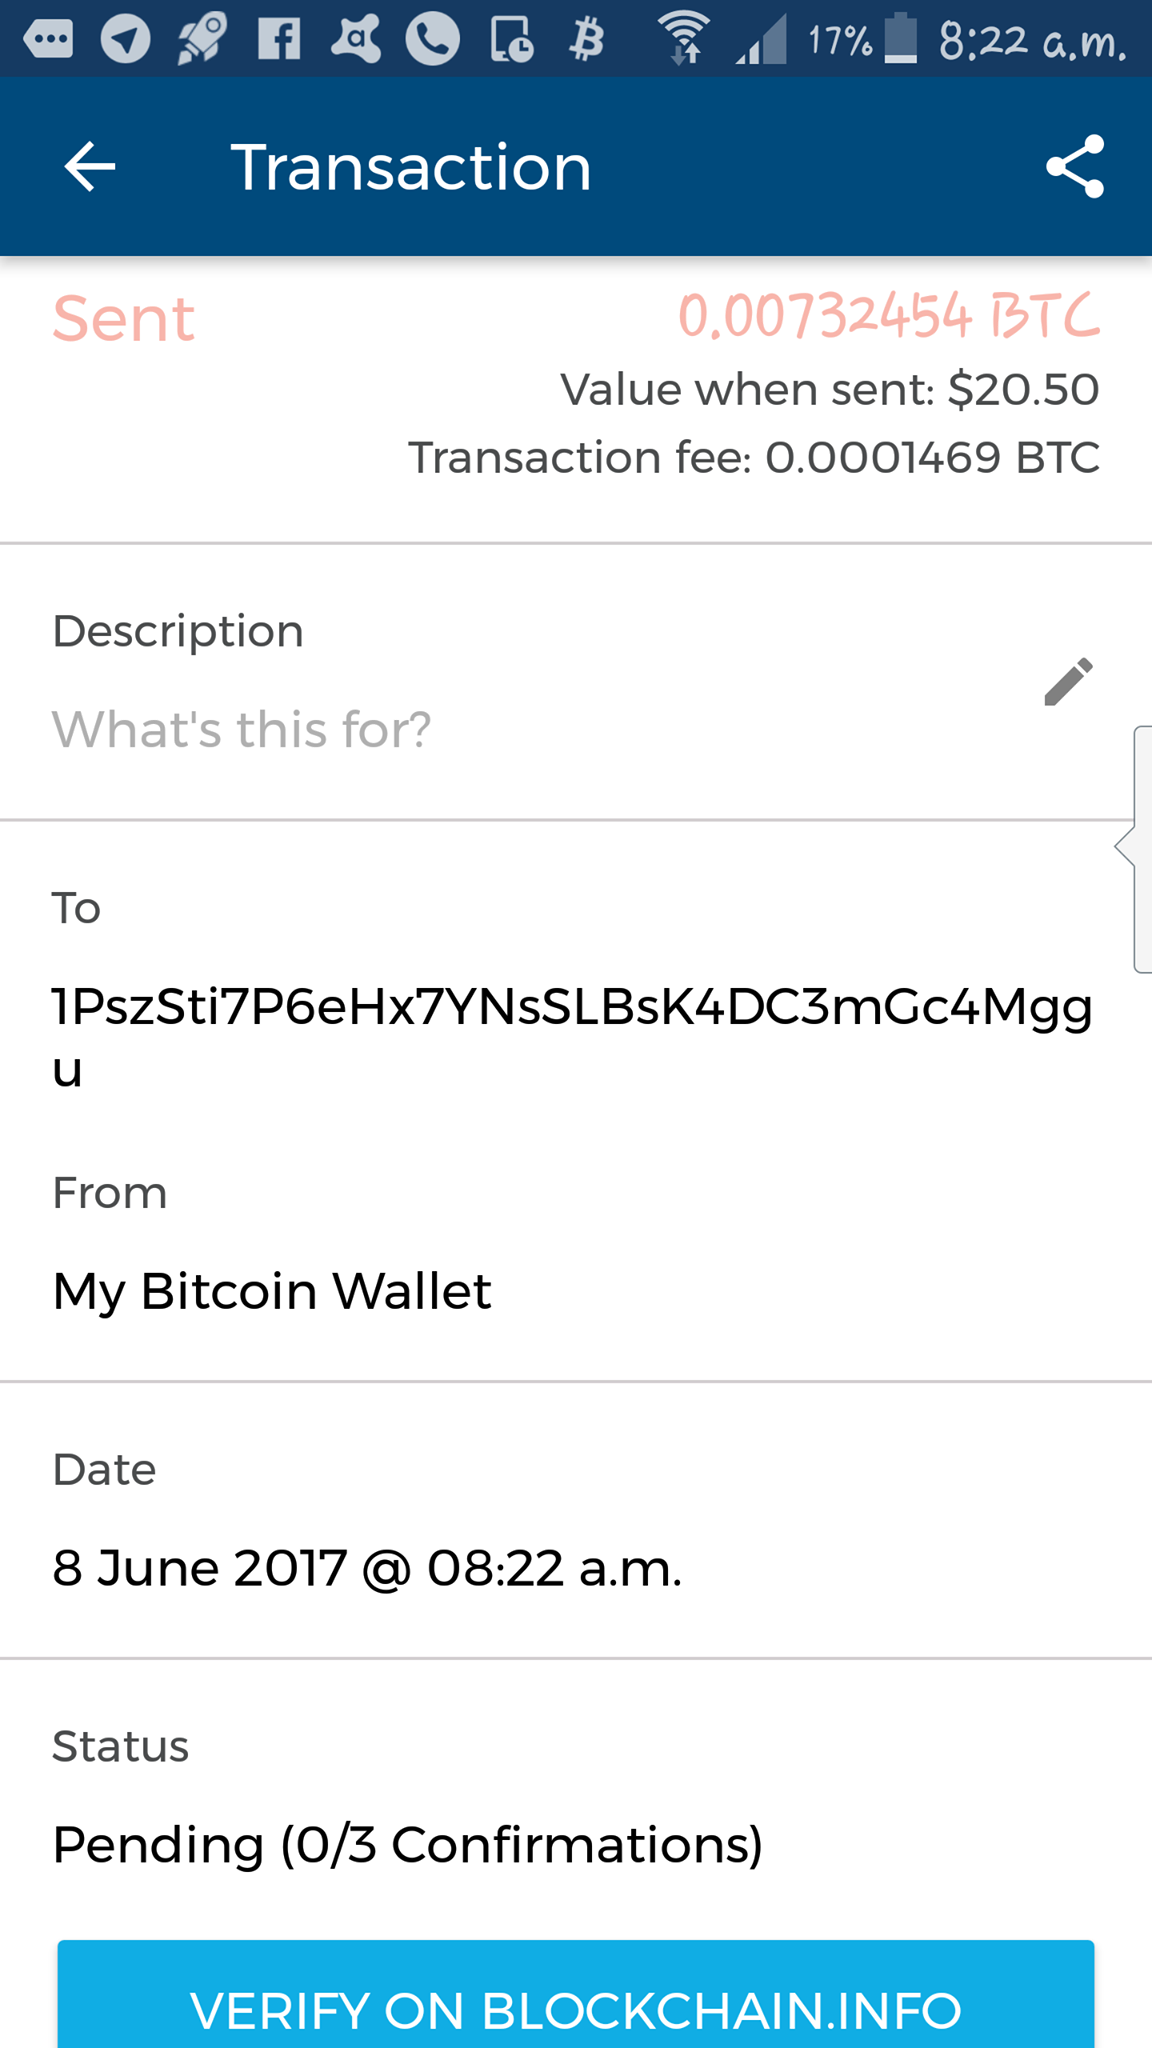 17% 8:22 a.m.
Transaction
Sent 0.00732454 BTC
Value when sent: $20.50
Transaction fee: 0.0001469 BTC
Description
What's this for?
To
1PszSti7P6eHx7YNsSLBsK4DC3mGc4Mgg
u
From
My Bitcoin Wallet
Date
8 June 2017 @ 08:22 a.m.
Status
Pending (0/3 Confirmations)
VERIFY ON BLOCKCHAIN.INFO